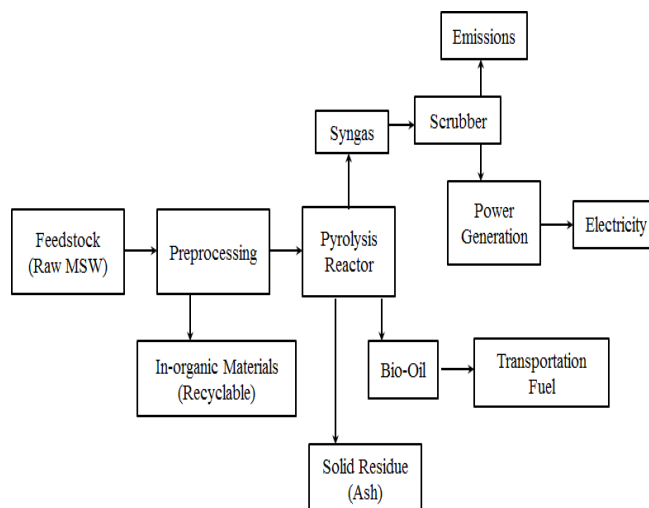 Emissions
Syngas
Scrubber
Feedstock
(Raw MSW)
Preprocessing
Pyrolysis
Reactor
Power
Generation
Electricity
In-organic Materials
(Recyclable)
Bio-Oil
Transportation
Fuel
Solid Residue
(Ash)